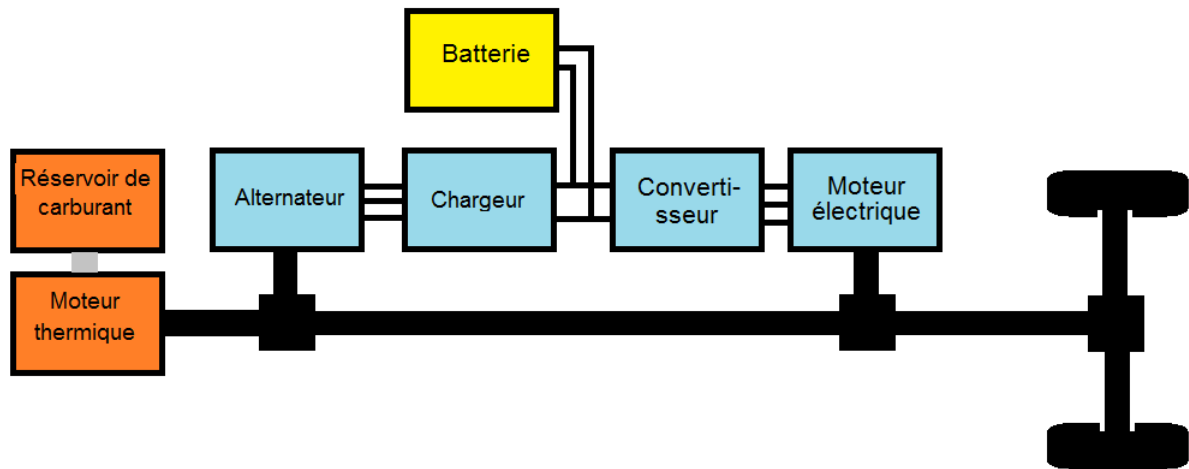 Batterie
Réservoir de
carburant
Alternateur
Chargeur
Converti-
sseur
Moteur
électrique
Moteur
thermique